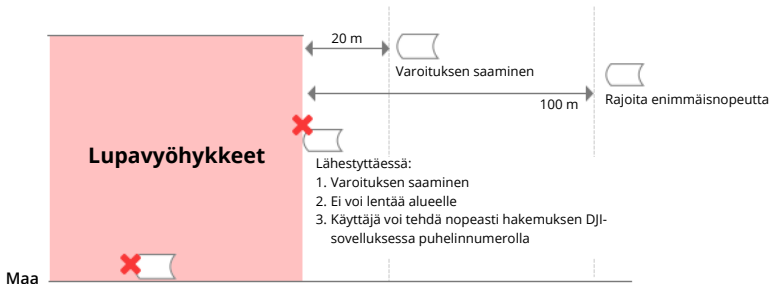 20 m
Varoituksen saaminen
Rajoita enimmäisnopeutta
100 m
Lupavyöhykkeet
Lähestyttäessä:
1. Varoituksen saaminen
2. Ei voi lentää alueelle
3. Käyttäjä voi tehdä nopeasti hakemuksen DJI-
sovelluksessa puhelinnumerolla
Maa